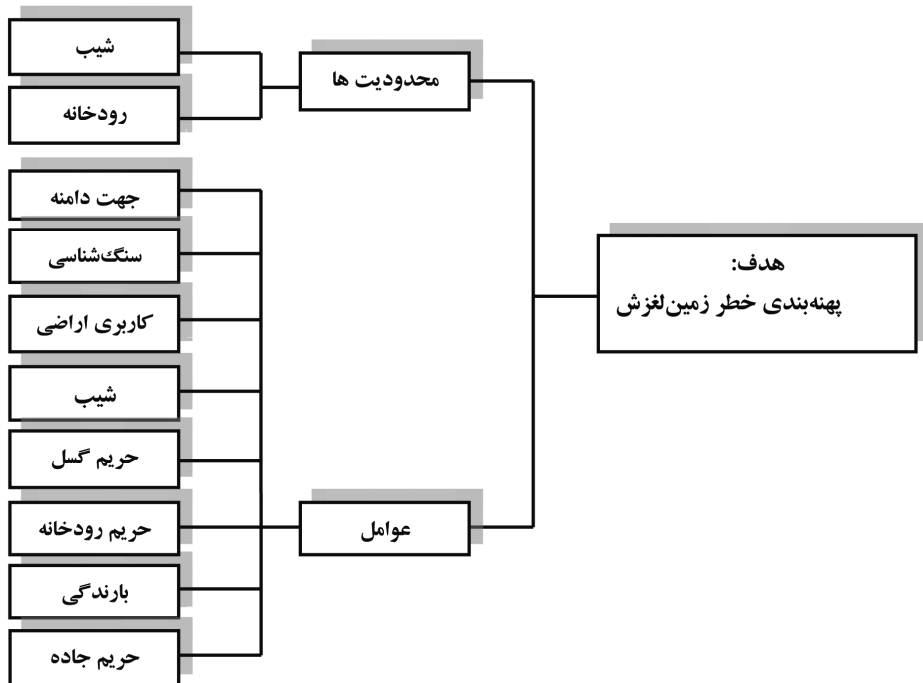 هدف:
پهنه‌بندی خطر زمین‌لغزش
محدودیت ها
شیب
رودخانه
عوامل
جهت دامنه
سنگ‌شناسی
کاربری اراضی
شیب
حریم گسل
حریم رودخانه
بارندگی
حریم جاده